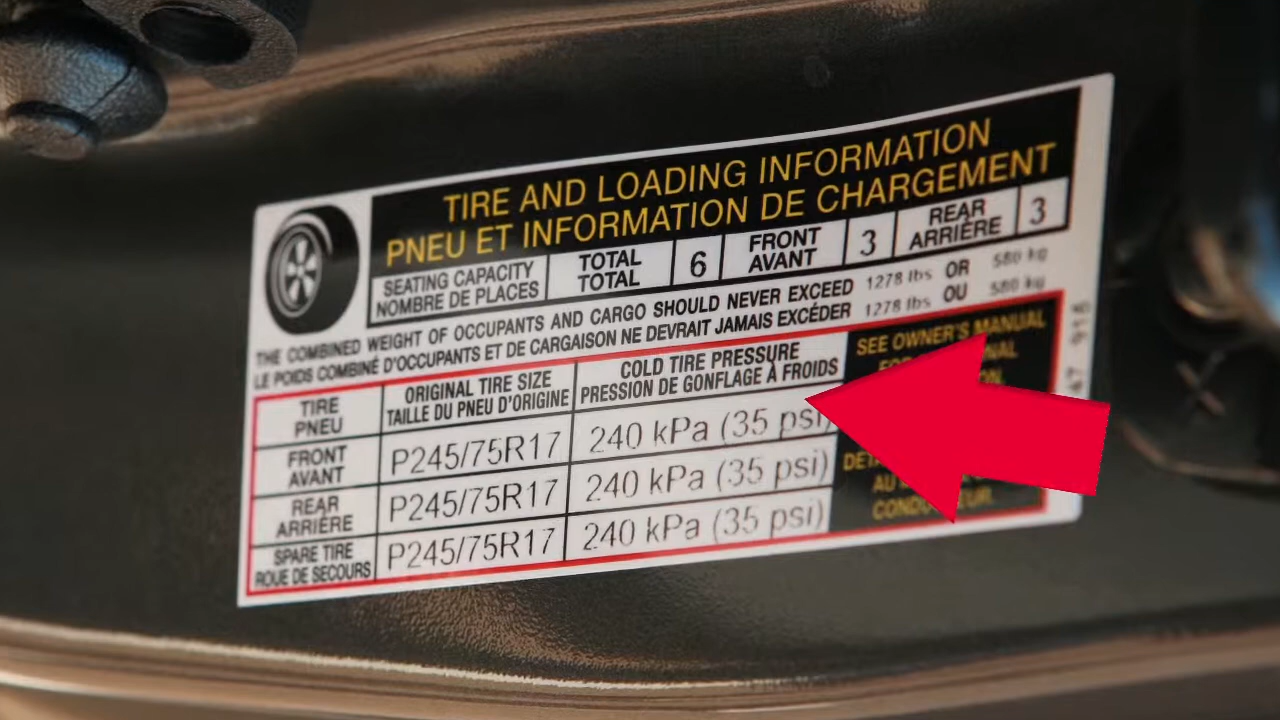 TIRE AND LOADING INFORMATION
PNEU ET INFORMATION DE CHARGEMENT
SEATING CAPACITY TOTAL 6 FRONT 3 REAR 3
NOMBRE DE PLACES TOTAL AVANT ARRIÈRE
THE COMBINED WEIGHT OF OCCUPANTS AND CARGO SHOULD NEVER EXCEED 1278 lbs OR 580 kg
LE POIDS COMBINÉ D'OCCUPANTS ET DE CARGAISON NE DEVRAIT JAMAIS EXCÉDER 1278 lbs OU 580 kg
TIRE ORIGINAL TIRE SIZE COLD TIRE PRESSURE
PNEU TAILLE DU PNEU D'ORIGINE PRESSION DE GONFLAGE À FROIDS
FRONT P245/75R17 240 kPa (35 psi)
AVANT
REAR P245/75R17 240 kPa (35 psi)
ARRIÈRE
SPARE TIRE P245/75R17 240 kPa (35 psi)
ROUE DE SECOURS
SEE OWNER'S MANUAL